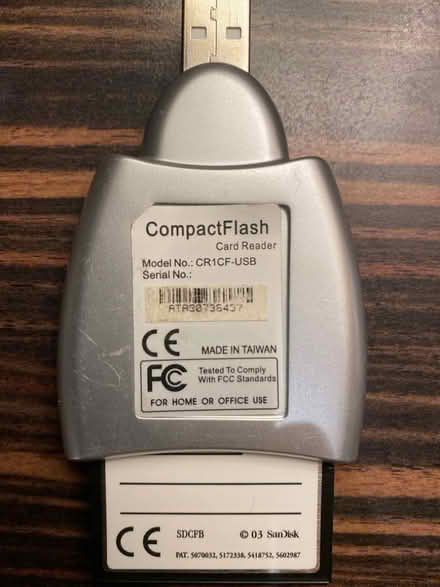 CompactFlash
Card Reader
Model No.: CR1CF-USB
Serial No.:
ATA30736437
CE
MADE IN TAIWAN
FC
Tested To Comply
With FCC Standards
FOR HOME OR OFFICE USE
CE
SDCFB
© 03 SanDisk
PAT. 5070032, 5172338, 5418752, 5602987